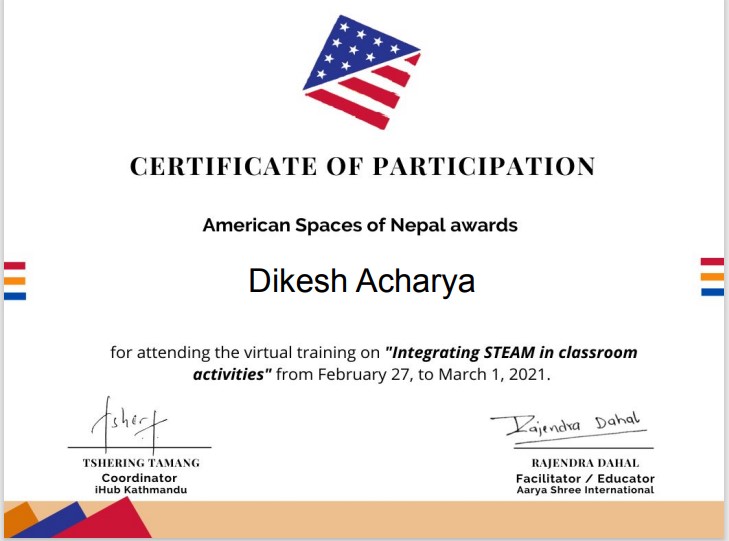 CERTIFICATE OF PARTICIPATION
American Spaces of Nepal awards
Dikesh Acharya
for attending the virtual training on "Integrating STEAM in classroom
activities" from February 27, to March 1, 2021.
Tsher
Rajendra Dahal
TSHERING TAMANG
Coordinator
iHub Kathmandu
RAJENDRA DAHAL
Facilitator / Educator
Aarya Shree International